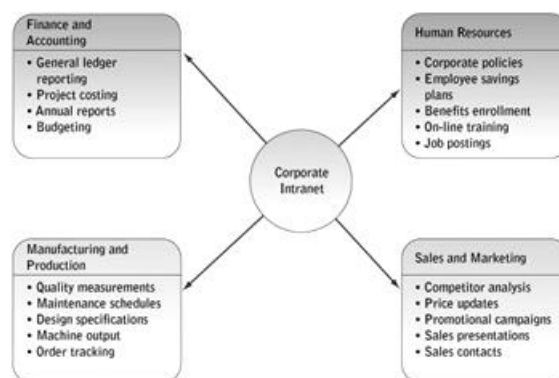 Finance and
Accounting
• General ledger
reporting
• Project costing
• Annual reports
• Budgeting
Human Resources
• Corporate policies
• Employee savings
plans
• Benefits enrollment
• On-line training
• Job postings
Corporate
Intranet
Manufacturing and
Production
• Quality measurements
• Maintenance schedules
• Design specifications
• Machine output
• Order tracking
Sales and Marketing
• Competitor analysis
• Price updates
• Promotional campaigns
• Sales presentations
• Sales contacts